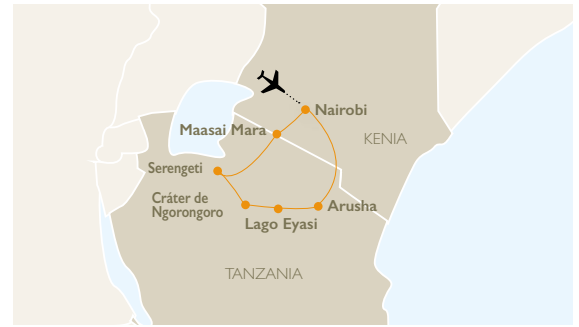 Nairobi
Maasai Mara
KENIA
Serengeti
Cráter de
Ngorongoro
Arusha
Lago Eyasi
TANZANIA